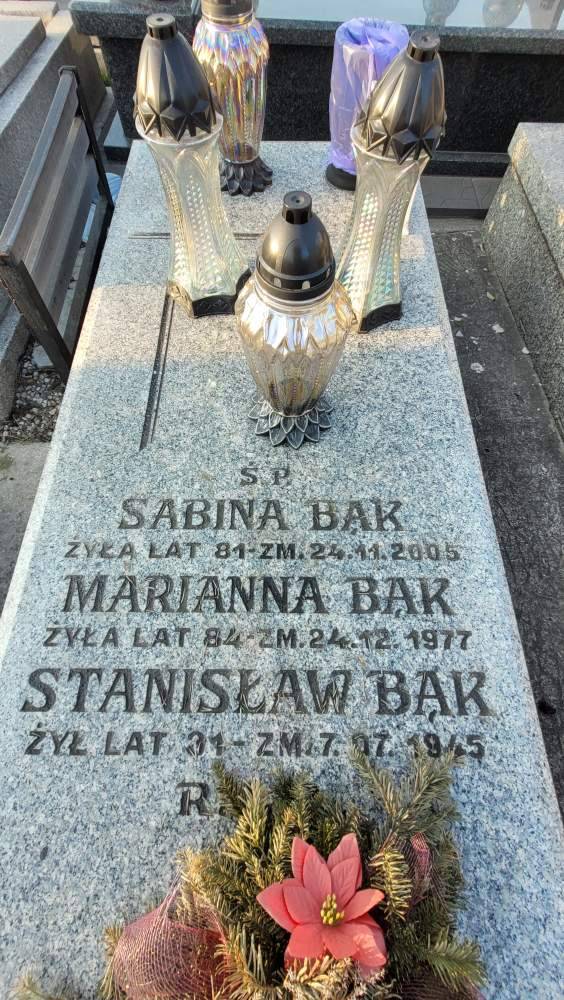 Ś.P.
SABINA BĄK
ŻYŁA LAT 81-ZM.24.11.2005
MARIANNA BĄK
ŻYŁA LAT 84-ZM.24.12.1977
STANISŁAW BĄK
ŻYŁ LAT 31-ZM.7.07.1945
R.